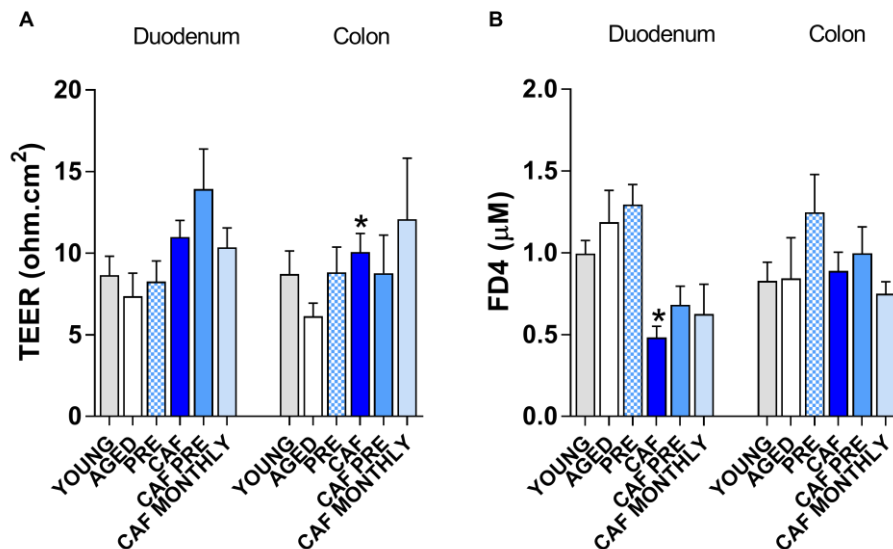 A
Duodenum
Colon
TEER (ohm.cm²)
20
15
10
5
0
*
YOUNG
AGED
PRE
CAF
CAF PRE
CAF MONTHLY
YOUNG
AGED
PRE
CAF
CAF PRE
CAF MONTHLY
B
Duodenum
Colon
FD4 (μM)
2.0
1.5
1.0
0.5
0.0
*
YOUNG
AGED
PRE
CAF
CAF PRE
CAF MONTHLY
YOUNG
AGED
PRE
CAF
CAF PRE
CAF MONTHLY